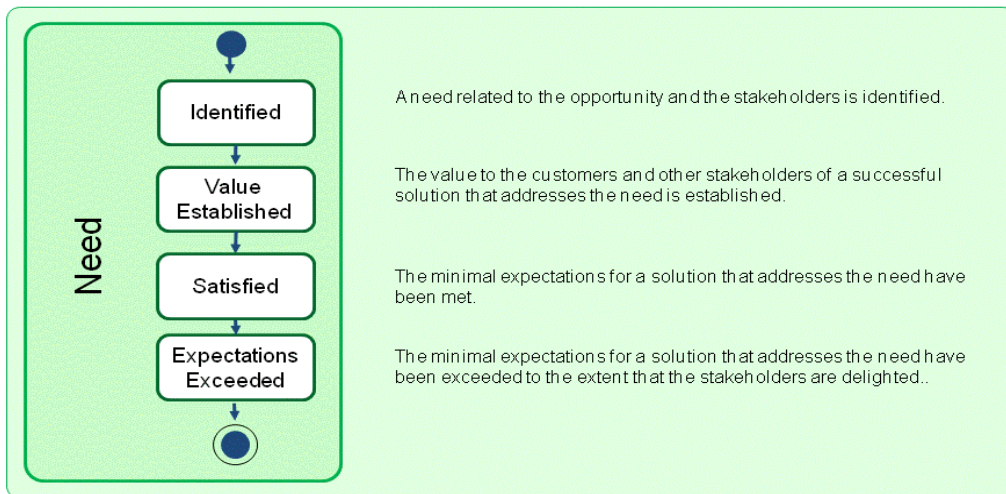 Need
Identified
A need related to the opportunity and the stakeholders is identified.
Value
Established
The value to the customers and other stakeholders of a successful
solution that addresses the need is established.
Satisfied
The minimal expectations for a solution that addresses the need have
been met.
Expectations
Exceeded
The minimal expectations for a solution that addresses the need have
been exceeded to the extent that the stakeholders are delighted..